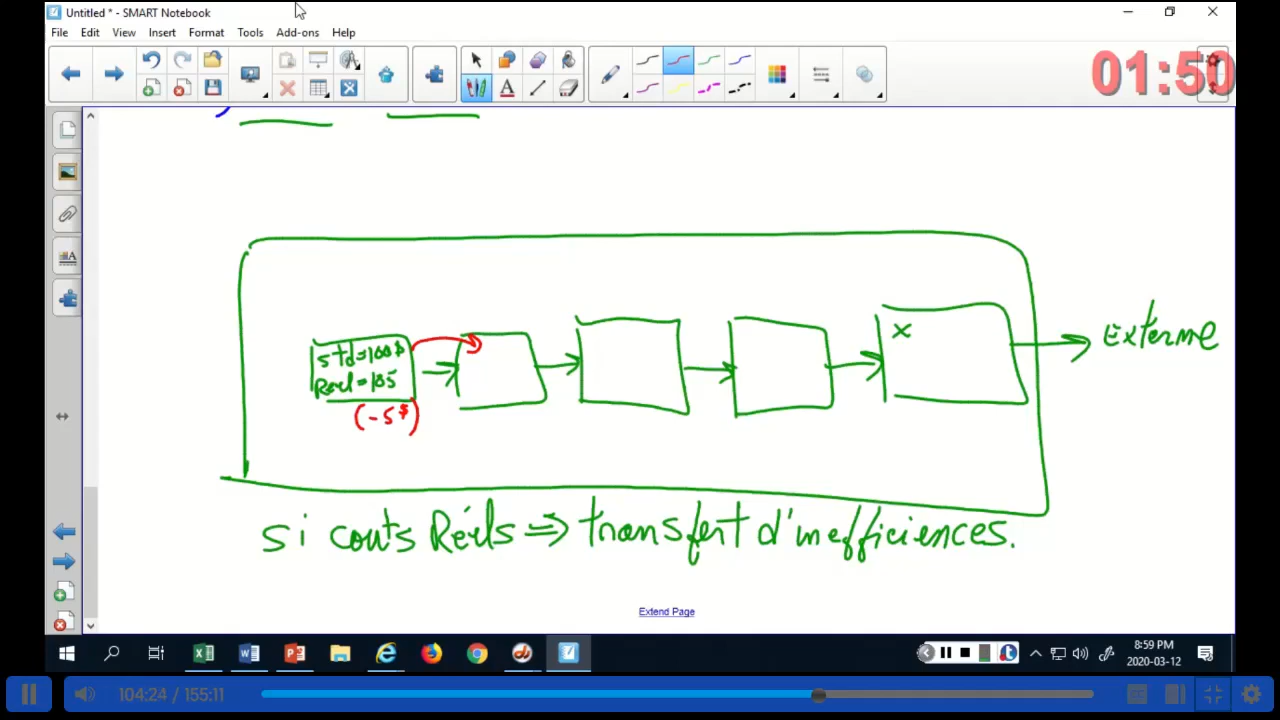 Untitled * - SMART Notebook
File Edit View Insert Format Tools Add-ons Help
01:50
std=100$
Réel=105
(-5$)
x
Externe
si couts Réels => transfert d'inefficiences.
Extend Page
8:59 PM
2020-03-12
104:24 / 155:11